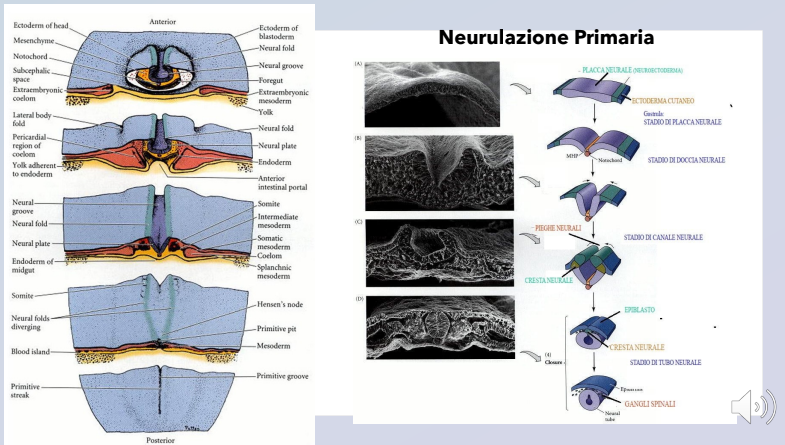 Anterior
Ectoderm of head
Mesenchyme
Notochord
Subcephalic
space
Extraembryonic
coelom
Ectoderm of
blastoderm
Neural fold
Neural groove
Foregut
Extraembryonic
mesoderm
Yolk
Lateral body
fold
Pericardial
region of
coelom
Yolk adherent
to endoderm
Neural fold
Neural plate
Endoderm
Anterior
intestinal portal
Neural
groove
Neural fold
Neural plate
Endoderm of
midgut
Somite
Intermediate
mesoderm
Somatic
mesoderm
Coelom
Splanchnic
mesoderm
Somite
Neural folds
diverging
Blood island
Hensen's node
Primitive pit
Mesoderm
Primitive
streak
Primitive groove
Posterior
Neurulazione Primaria
(A)
(B)
(C)
(D)
PLACCA NEURALE (NEUROECTODERMA)
ECTODERMA CUTANEO
STADIO DI PLACCA NEURALE
MHP
Notochord
STADIO DI DOCCIA NEURALE
PIEGHE NEURALI
STADIO DI CANALE NEURALE
CRESTA NEURALE
EPIBLASTO
(4)
Closure
CRESTA NEURALE
STADIO DI TUBO NEURALE
Epidermis
GANGLI SPINALI
Neural
tube